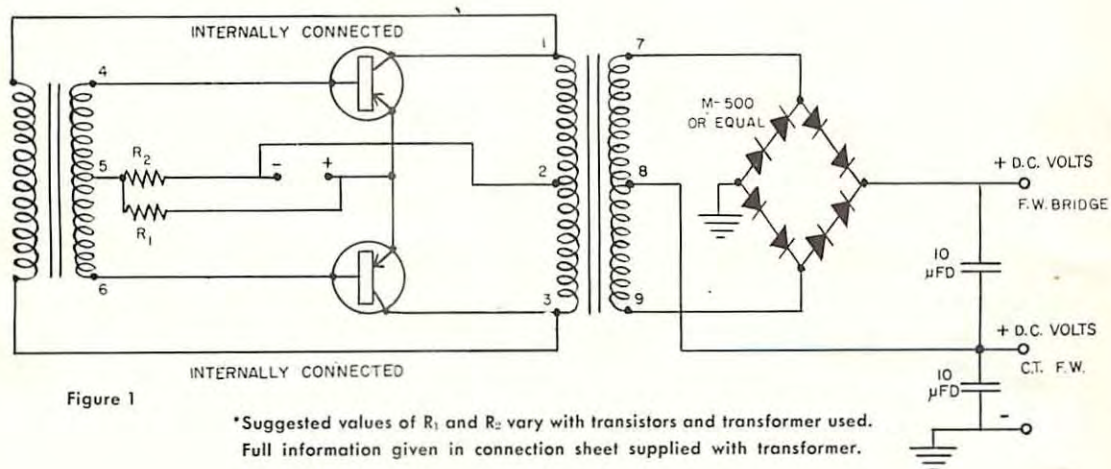 INTERNALLY CONNECTED
1
7
4
M-500
OR EQUAL
R2
5
-
+
2
8
+ D.C. VOLTS
F.W. BRIDGE
R1
10
µFD
6
3
9
+ D.C. VOLTS
C.T. F.W.
INTERNALLY CONNECTED
10
µFD
-
Figure 1
*Suggested values of R1 and R2 vary with transistors and transformer used.
Full information given in connection sheet supplied with transformer.